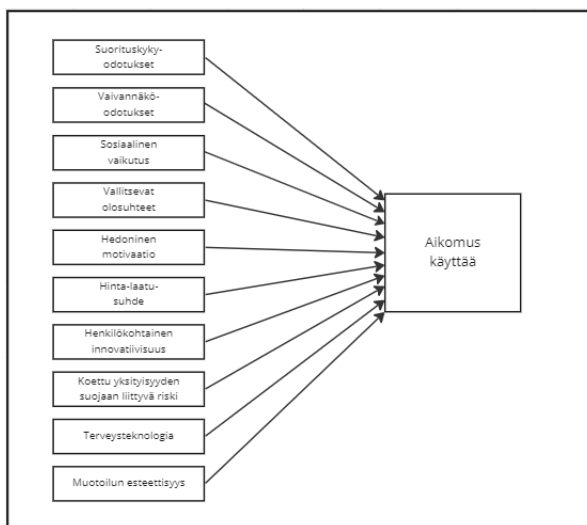 Suorituskyky-
odotukset
Vaivannäkö-
odotukset
Sosiaalinen
vaikutus
Vallitsevat
olosuhteet
Hedoninen
motivaatio
Hinta-laatu-
suhde
Henkilökohtainen
innovatiivisuus
Koettu yksityisyyden
suojaan liittyvä riski
Terveysteknologia
Muotoilun esteettisyys
Aikomus
käyttää